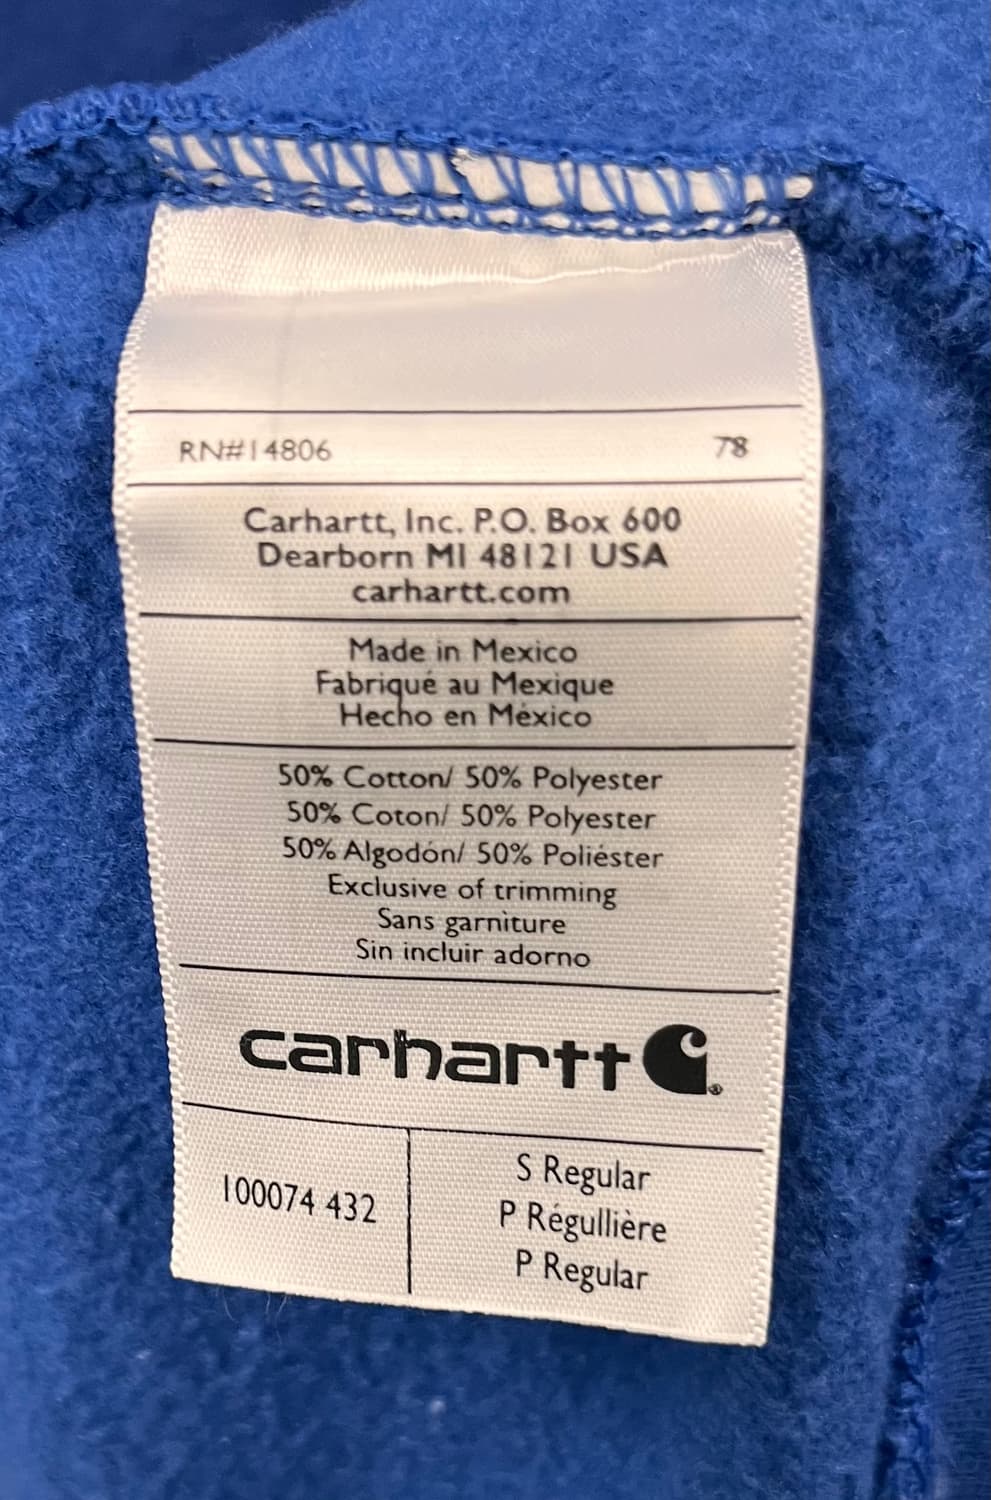 RN#14806 78
Carhartt, Inc. P.O. Box 600
Dearborn MI 48121 USA
carhartt.com
Made in Mexico
Fabriqué au Mexique
Hecho en México
50% Cotton/ 50% Polyester
50% Coton/ 50% Polyester
50% Algodón/ 50% Poliéster
Exclusive of trimming
Sans garniture
Sin incluir adorno
carhartt ®
100074 432
S Regular
P Régullière
P Regular